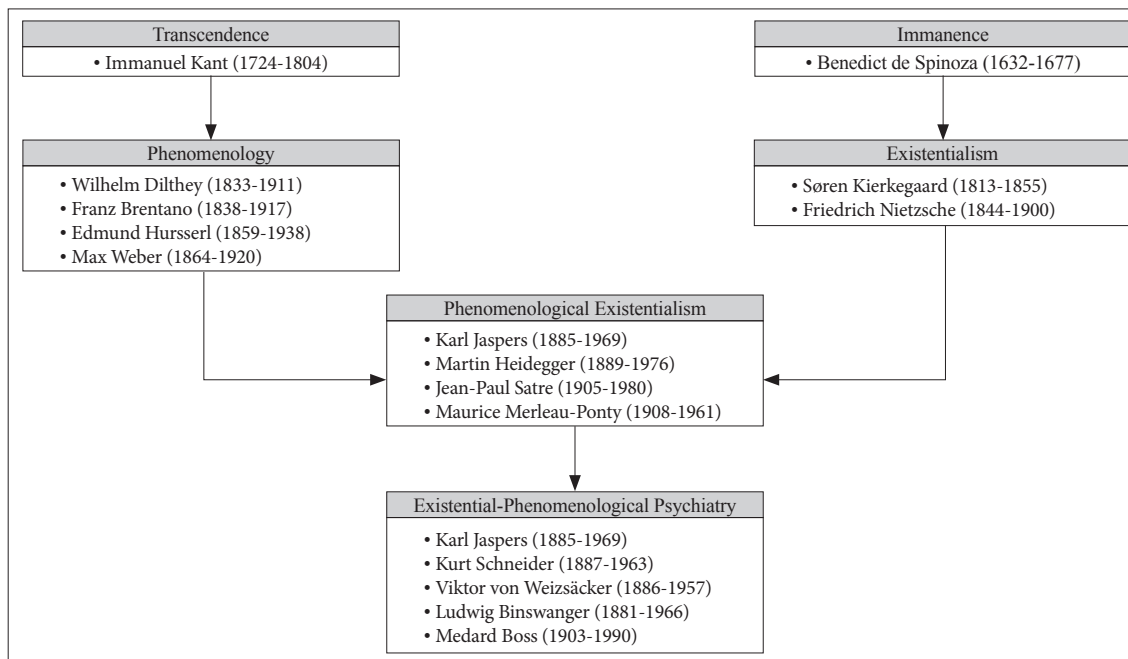 Transcendence
• Immanuel Kant (1724-1804)
Immanence
• Benedict de Spinoza (1632-1677)
Phenomenology
• Wilhelm Dilthey (1833-1911)
• Franz Brentano (1838-1917)
• Edmund Hursserl (1859-1938)
• Max Weber (1864-1920)
Existentialism
• Søren Kierkegaard (1813-1855)
• Friedrich Nietzsche (1844-1900)
Phenomenological Existentialism
• Karl Jaspers (1885-1969)
• Martin Heidegger (1889-1976)
• Jean-Paul Satre (1905-1980)
• Maurice Merleau-Ponty (1908-1961)
Existential-Phenomenological Psychiatry
• Karl Jaspers (1885-1969)
• Kurt Schneider (1887-1963)
• Viktor von Weizsäcker (1886-1957)
• Ludwig Binswanger (1881-1966)
• Medard Boss (1903-1990)